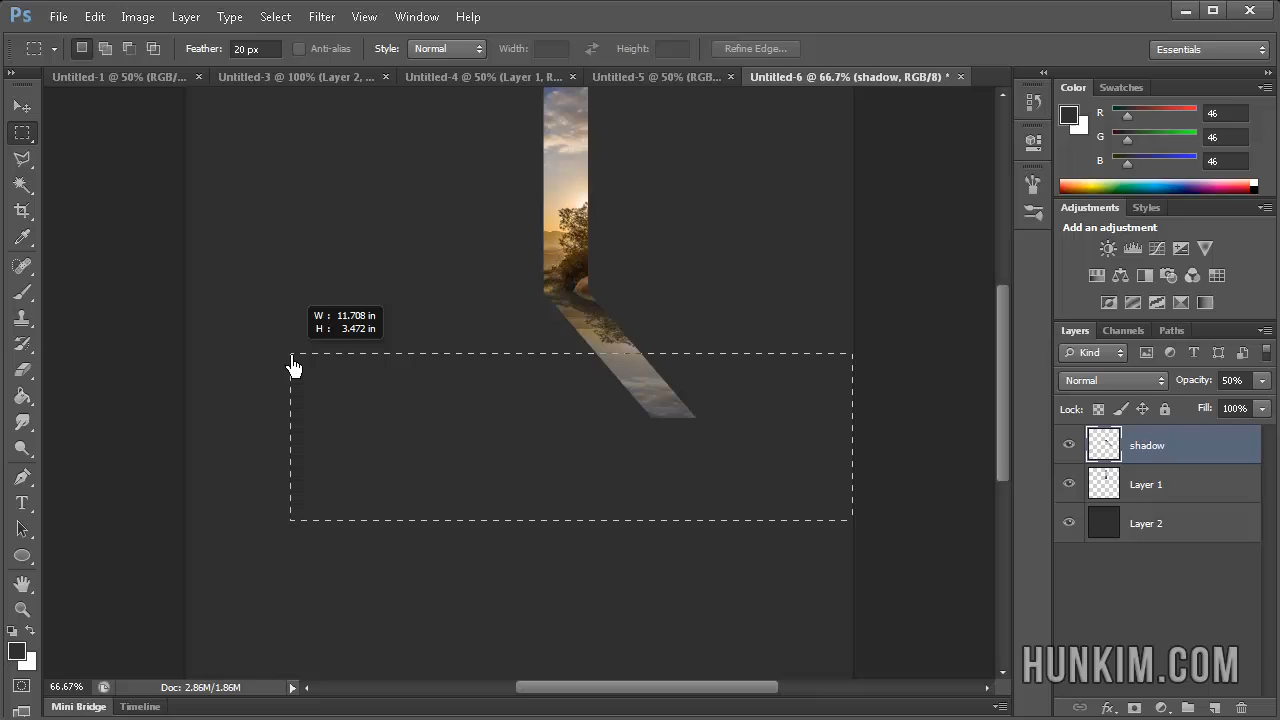 Ps File Edit Image Layer Type Select Filter View Window Help
Feather: 20 px Anti-alias Style: Normal Width: Height: Refine Edge... Essentials
Untitled-1 @ 50% (RGB/... × Untitled-3 @ 100% (Layer 2, ... × Untitled-4 @ 50% (Layer 1, R... × Untitled-5 @ 50% (RGB... × Untitled-6 @ 66.7% (shadow, RGB/8) * ×
Color Swatches
R 46
G 46
B 46
Adjustments Styles
Add an adjustment
W : 11.708 in
H : 3.472 in
Layers Channels Paths
Kind
Normal Opacity: 50%
Lock: Fill: 100%
shadow
Layer 1
Layer 2
HUNKIM.COM
66.67% Doc: 2.86M/1.86M
Mini Bridge Timeline